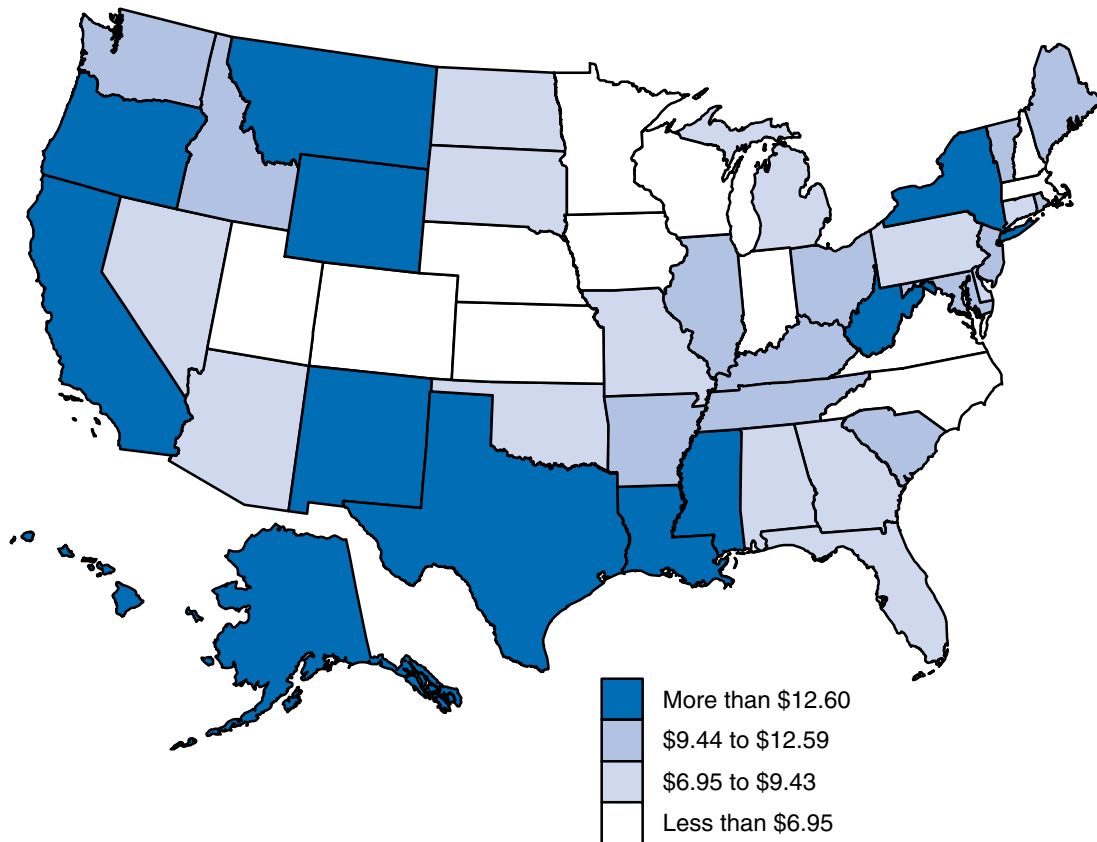 More than $12.60
$9.44 to $12.59
$6.95 to $9.43
Less than $6.95